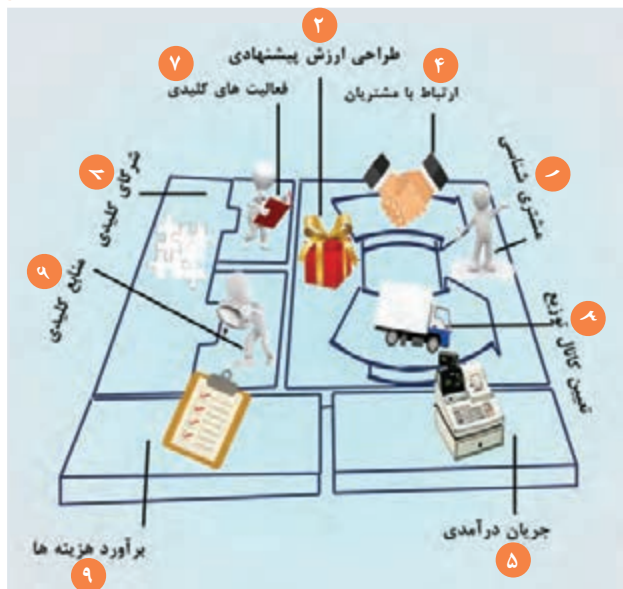 ۲
طراحی ارزش پیشنهادی
۷
فعالیت های کلیدی
۴
ارتباط با مشتریان
۱
مشتری شناسی
۸
شرکای کلیدی
۶
منابع کلیدی
۳
تعیین کانال توزیع
جریان درآمدی
۵
برآورد هزینه ها
۹